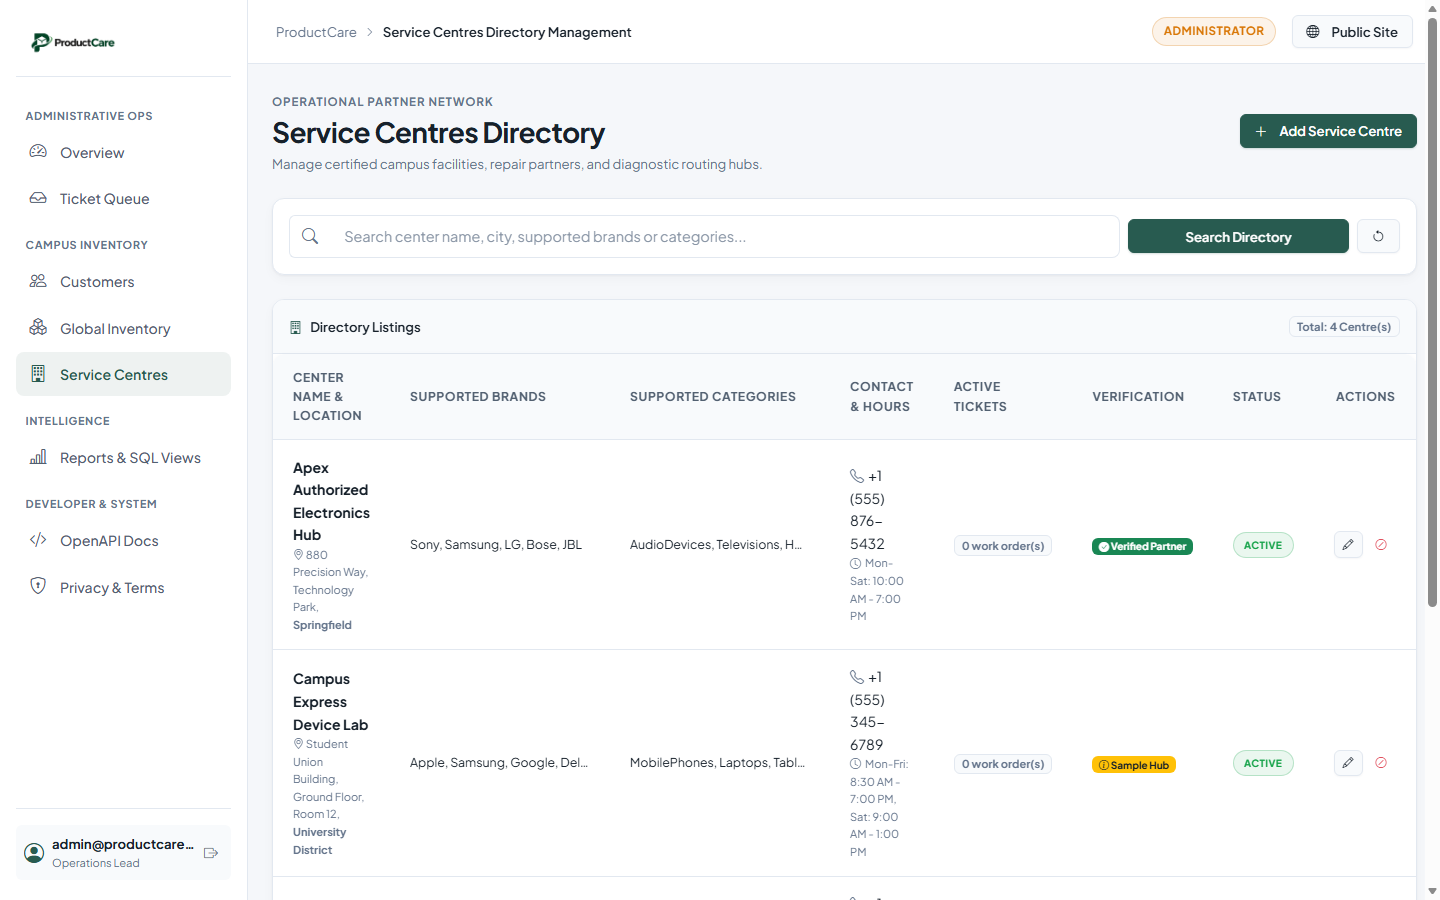 ProductCare
ProductCare > Service Centres Directory Management
ADMINISTRATOR
Public Site
ADMINISTRATIVE OPS
Overview
Ticket Queue
CAMPUS INVENTORY
Customers
Global Inventory
Service Centres
INTELLIGENCE
Reports & SQL Views
DEVELOPER & SYSTEM
OpenAPI Docs
Privacy & Terms
admin@productcare...
Operations Lead
OPERATIONAL PARTNER NETWORK
Service Centres Directory
Manage certified campus facilities, repair partners, and diagnostic routing hubs.
+ Add Service Centre
Search center name, city, supported brands or categories...
Search Directory
Directory Listings
Total: 4 Centre(s)
CENTER
NAME &
LOCATION
SUPPORTED BRANDS
SUPPORTED CATEGORIES
CONTACT
& HOURS
ACTIVE
TICKETS
VERIFICATION
STATUS
ACTIONS
Apex
Authorized
Electronics
Hub
880
Precision Way,
Technology
Park,
Springfield
Sony, Samsung, LG, Bose, JBL
AudioDevices, Televisions, H...
+1
(555)
876-
5432
Mon-
Sat: 10:00
AM - 7:00
PM
0 work order(s)
Verified Partner
ACTIVE
Campus
Express
Device Lab
Student
Union
Building,
Ground Floor,
Room 12,
University
District
Apple, Samsung, Google, Del...
MobilePhones, Laptops, Tabl...
+1
(555)
345-
6789
Mon-Fri:
8:30 AM -
7:00 PM,
Sat: 9:00
AM - 1:00
PM
0 work order(s)
Sample Hub
ACTIVE